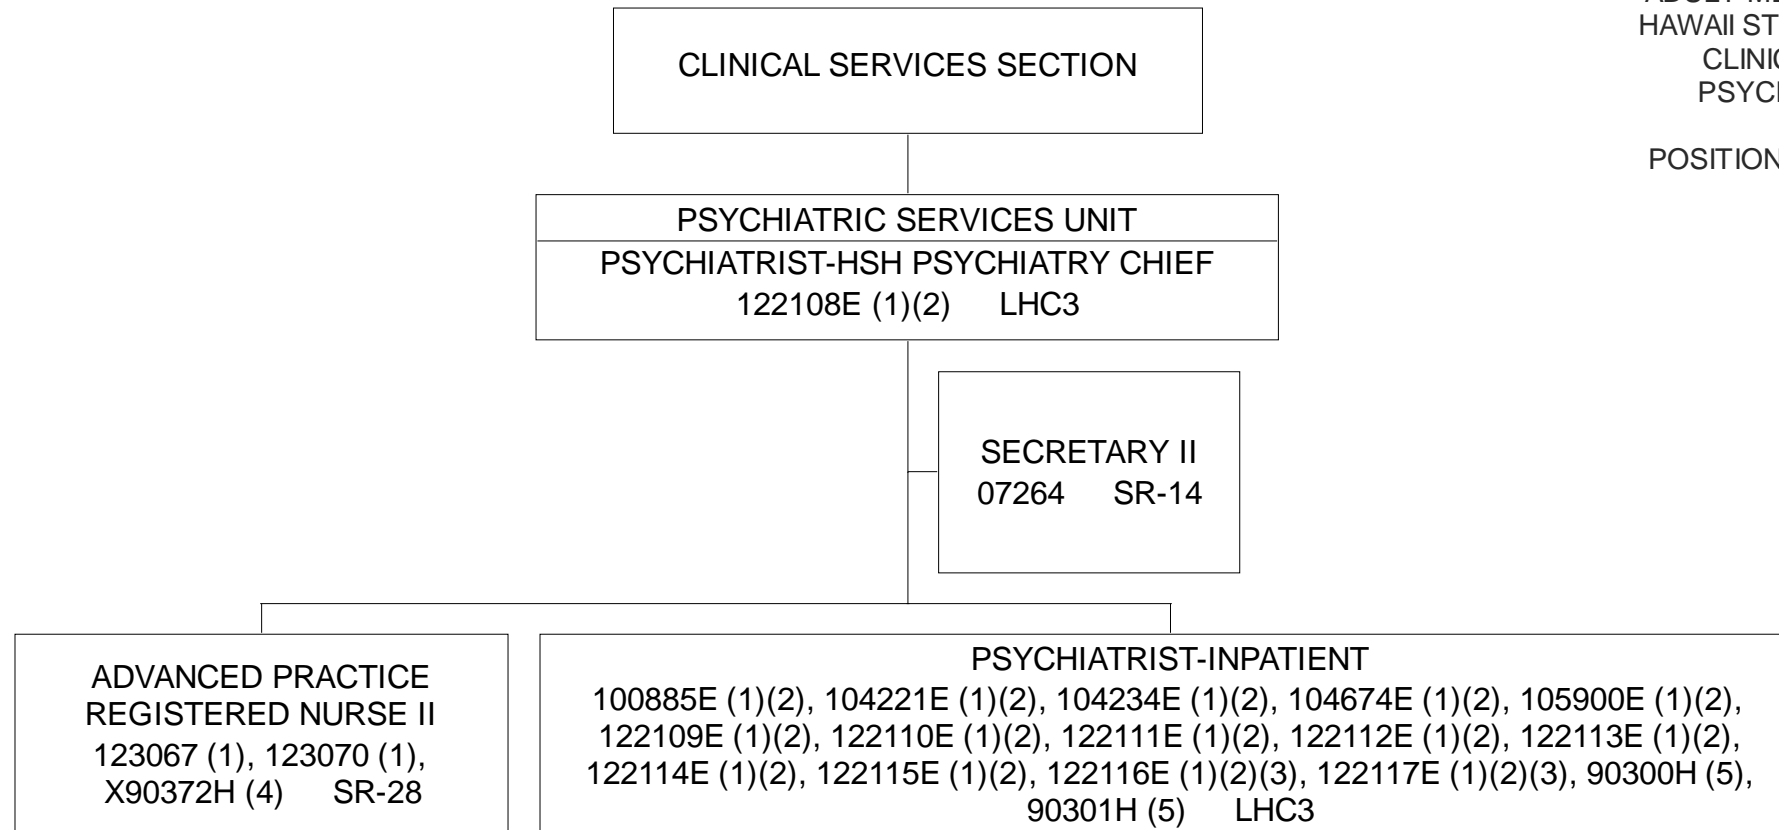 CLINICAL SERVICES SECTION
HAWAII
POSITION
PSYCHIATRIC SERVICES UNIT
PSYCHIATRIST-HSH PSYCHIATRY CHIEF
122108E (1)(2) LHC3
SECRETARY II
07264 SR-14
ADVANCED PRACTICE
REGISTERED NURSE II
123067 (1), 123070 (1),
X90372H (4) SR-28
PSYCHIATRIST-INPATIENT
100885E (1)(2), 104221E (1)(2), 104234E (1)(2), 104674E (1)(2), 105900E (1)(2),
122109E (1)(2), 122110E (1)(2), 122111E (1)(2), 122112E (1)(2), 122113E (1)(2),
122114E (1)(2), 122115E (1)(2), 122116E (1)(2)(3), 122117E (1)(2)(3), 90300H (5),
90301H (5) LHC3